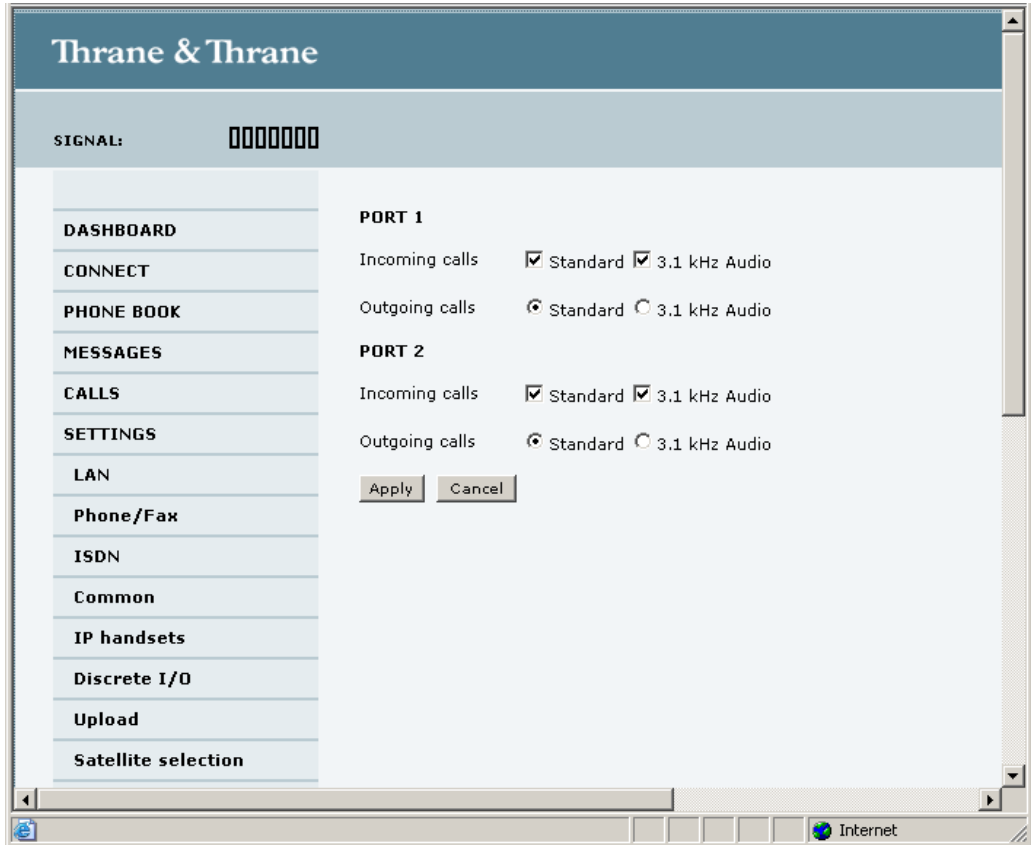 Thrane & Thrane
SIGNAL:
DASHBOARD
CONNECT
PHONE BOOK
MESSAGES
CALLS
SETTINGS
LAN
Phone/Fax
ISDN
Common
IP handsets
Discrete I/O
Upload
Satellite selection
PORT 1
Incoming calls Standard 3.1 kHz Audio
Outgoing calls Standard 3.1 kHz Audio
PORT 2
Incoming calls Standard 3.1 kHz Audio
Outgoing calls Standard 3.1 kHz Audio
Apply Cancel
Internet